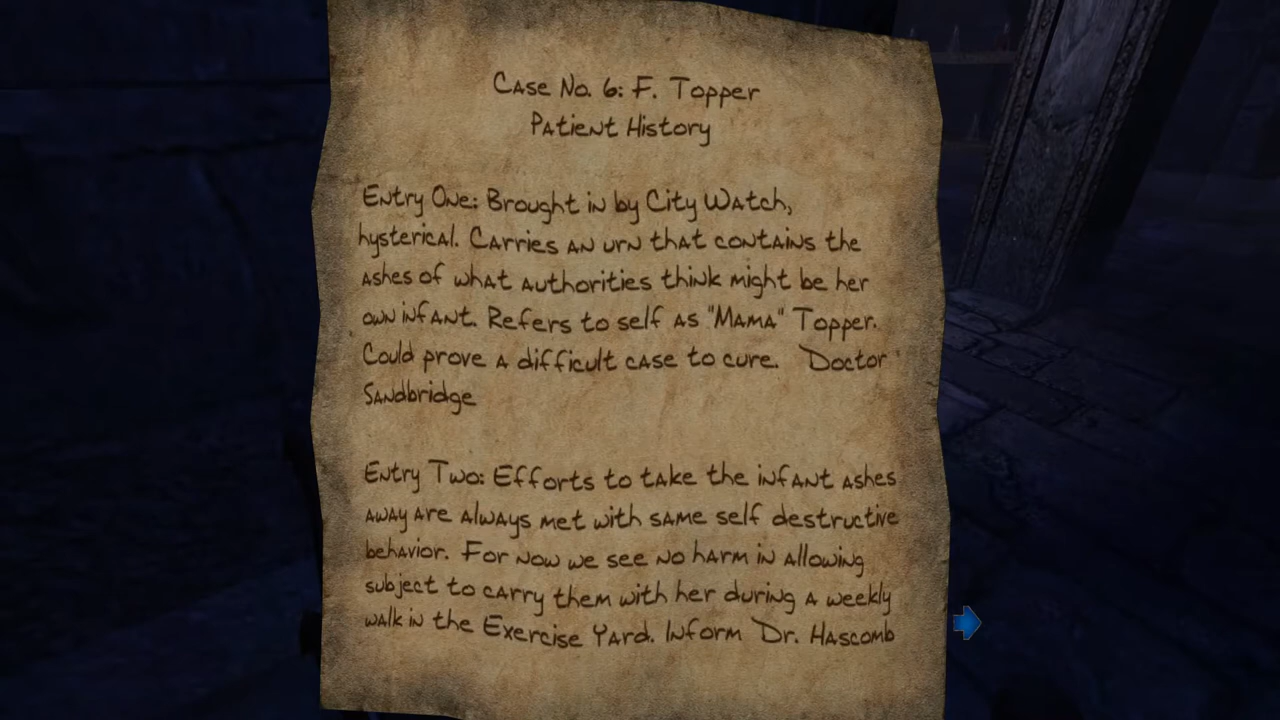 Case No. 6: F. Topper
Patient History
Entry One: Brought in by City Watch,
hysterical. Carries an urn that contains the
ashes of what authorities think might be her
own infant. Refers to self as "Mama" Topper.
Could prove a difficult case to cure. Doctor
Sandbridge
Entry Two: Efforts to take the infant ashes
away are always met with same self destructive
behavior. For now we see no harm in allowing
subject to carry them with her during a weekly
walk in the Exercise Yard. Inform Dr. Hascomb